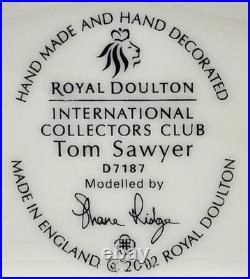 HAND MADE AND HAND DECORATED
ROYAL DOULTON
INTERNATIONAL
COLLECTORS CLUB
Tom Sawyer
D7187
Modelled by
Shane Ridge
MADE IN ENGLAND © 2002 ROYAL DOULTON